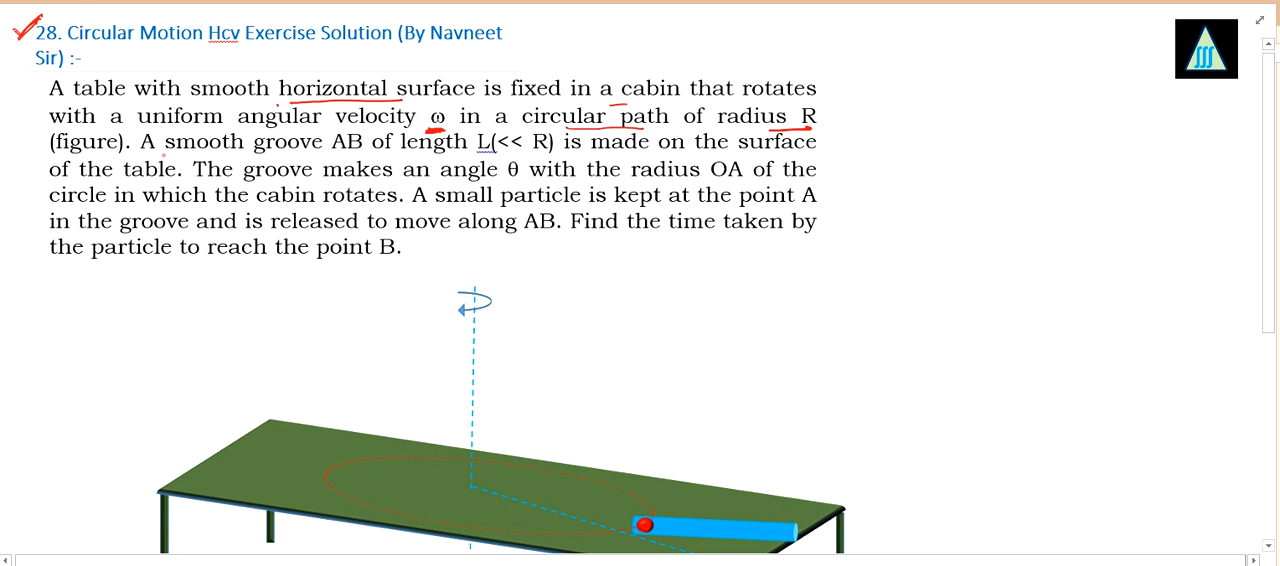 28. Circular Motion Hcv Exercise Solution (By Navneet
Sir) :-
A table with smooth horizontal surface is fixed in a cabin that rotates
with a uniform angular velocity ω in a circular path of radius R
(figure). A smooth groove AB of length L(<< R) is made on the surface
of the table. The groove makes an angle θ with the radius OA of the
circle in which the cabin rotates. A small particle is kept at the point A
in the groove and is released to move along AB. Find the time taken by
the particle to reach the point B.